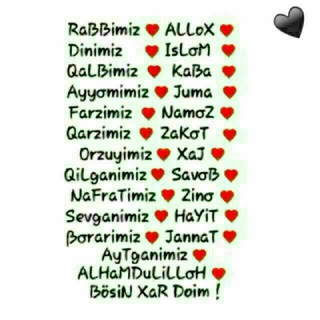 RaBBimiz ♥ ALLoX ♥
Dinimiz ♥ IsLoM ♥
QaLBimiz ♥ KaBa ♥
Ayyomimiz ♥ Juma ♥
Farzimiz ♥ NamoZ ♥
Qarzimiz ♥ ZaKoT ♥
Orzuyimiz ♥ XaJ ♥
QiLganimiz ♥ SavoB ♥
NaFRaTimiz ♥ Zino ♥
Sevganimiz ♥ HaYiT ♥
Borarimiz ♥ JannaT ♥
AyTganimiz ♥
ALHaMDuLiLLoH ♥
BösiN XaR Doim !